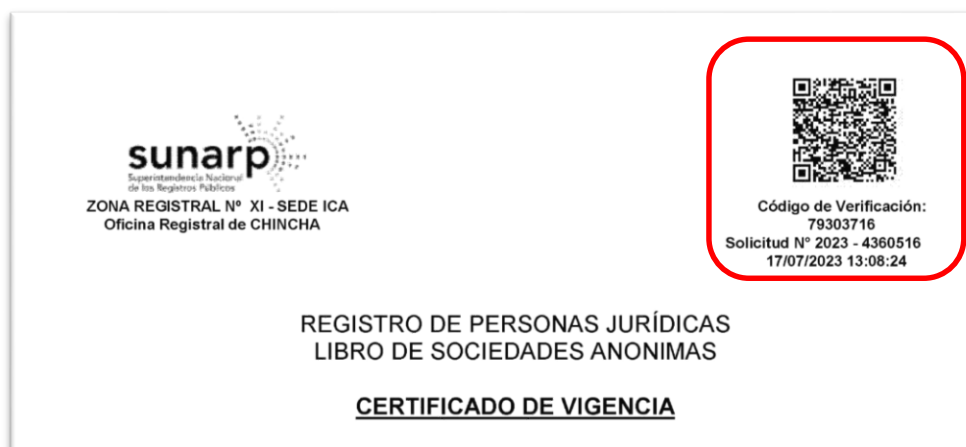 sunarp
Superintendencia Nacional
de los Registros Públicos
ZONA REGISTRAL Nº XI - SEDE ICA
Oficina Registral de CHINCHA
Código de Verificación:
79303716
Solicitud N° 2023 - 4360516
17/07/2023 13:08:24
REGISTRO DE PERSONAS JURÍDICAS
LIBRO DE SOCIEDADES ANONIMAS
CERTIFICADO DE VIGENCIA